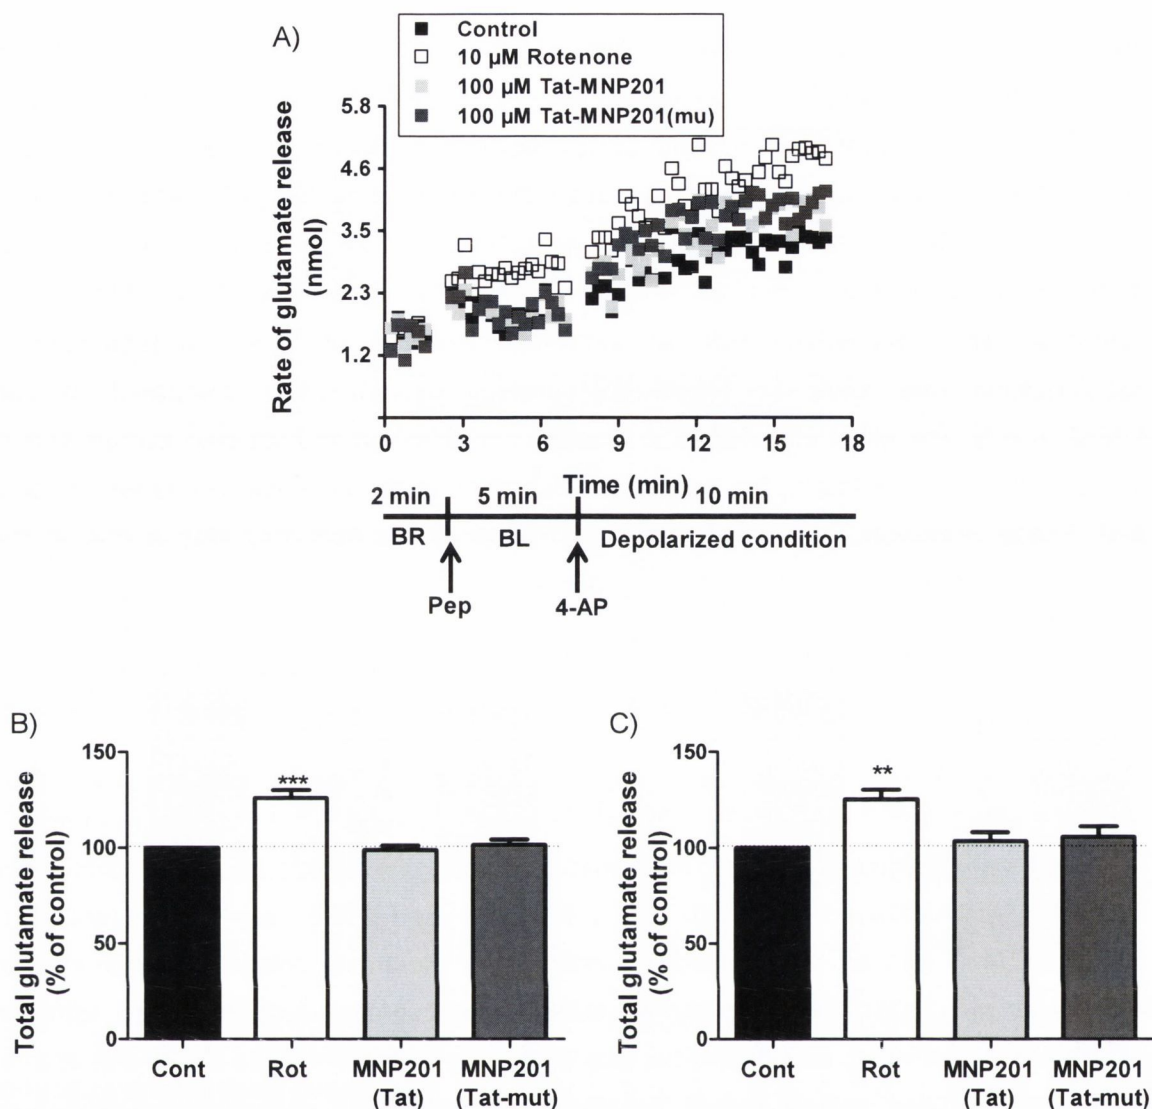 A)
Control
10 µM Rotenone
100 µM Tat-MNP201
100 µM Tat-MNP201(mu)
Rate of glutamate release
(nmol)
5.8
4.6
3.5
2.3
1.2
0 3 6 9 12 15 18
Time (min)
2 min 5 min 10 min
BR BL Depolarized condition
Pep 4-AP
B)
Total glutamate release
(% of control)
150
100
50
0
***
Cont Rot MNP201 MNP201
(Tat) (Tat-mut)
C)
Total glutamate release
(% of control)
150
100
50
0
**
Cont Rot MNP201 MNP201
(Tat) (Tat-mut)